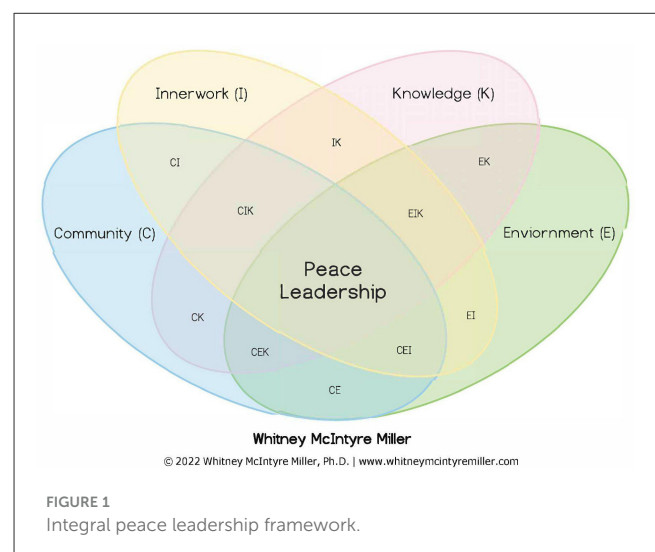 Innerwork (I)
Knowledge (K)
IK
CI
EK
CIK
EIK
Community (C)
Enviornment (E)
Peace
Leadership
CK
EI
CEK
CEI
CE
Whitney McIntyre Miller
© 2022 Whitney McIntyre Miller, Ph.D. | www.whitneymcintyremiller.com
FIGURE 1
Integral peace leadership framework.